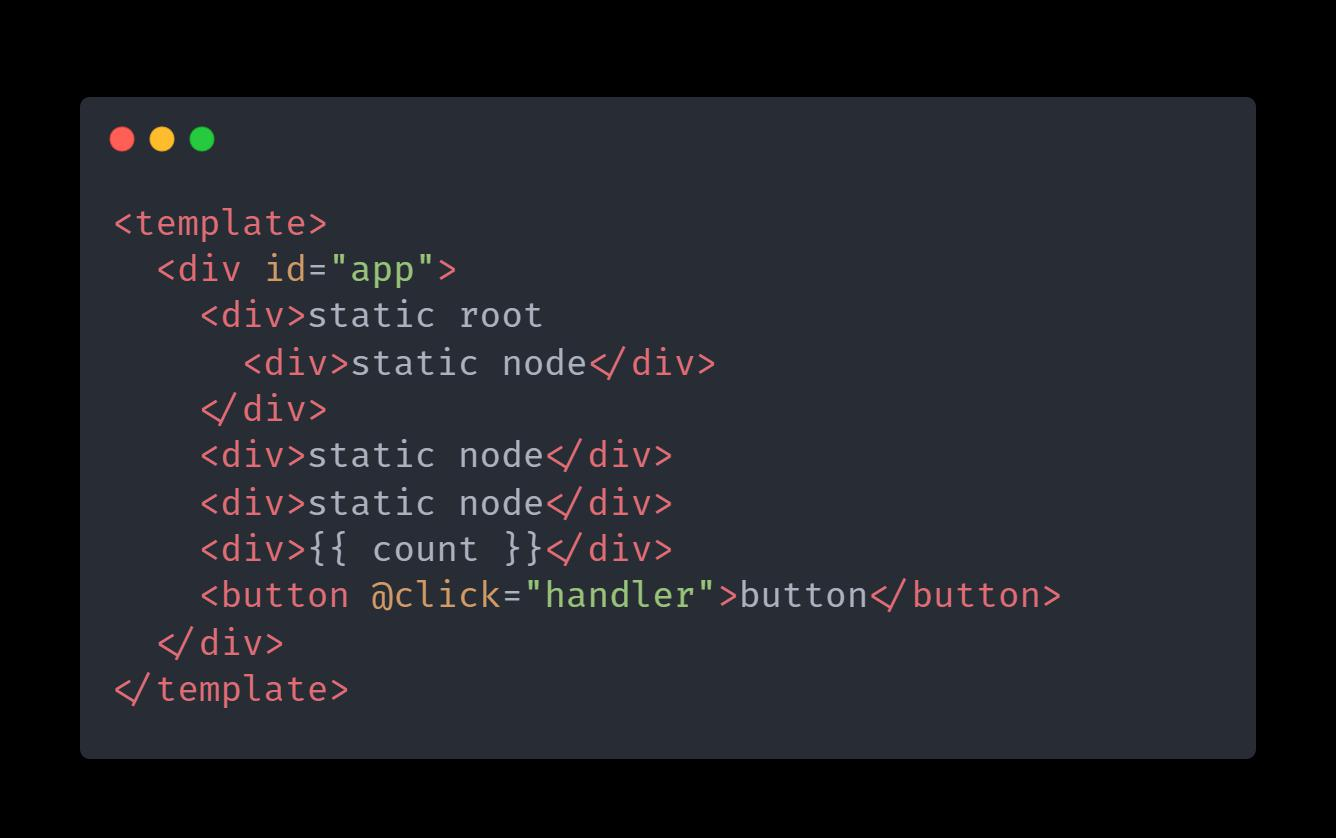 <template>
  <div id="app">
    <div>static root
      <div>static node</div>
    </div>
    <div>static node</div>
    <div>static node</div>
    <div>{{ count }}</div>
    <button @click="handler">button</button>
  </div>
</template>